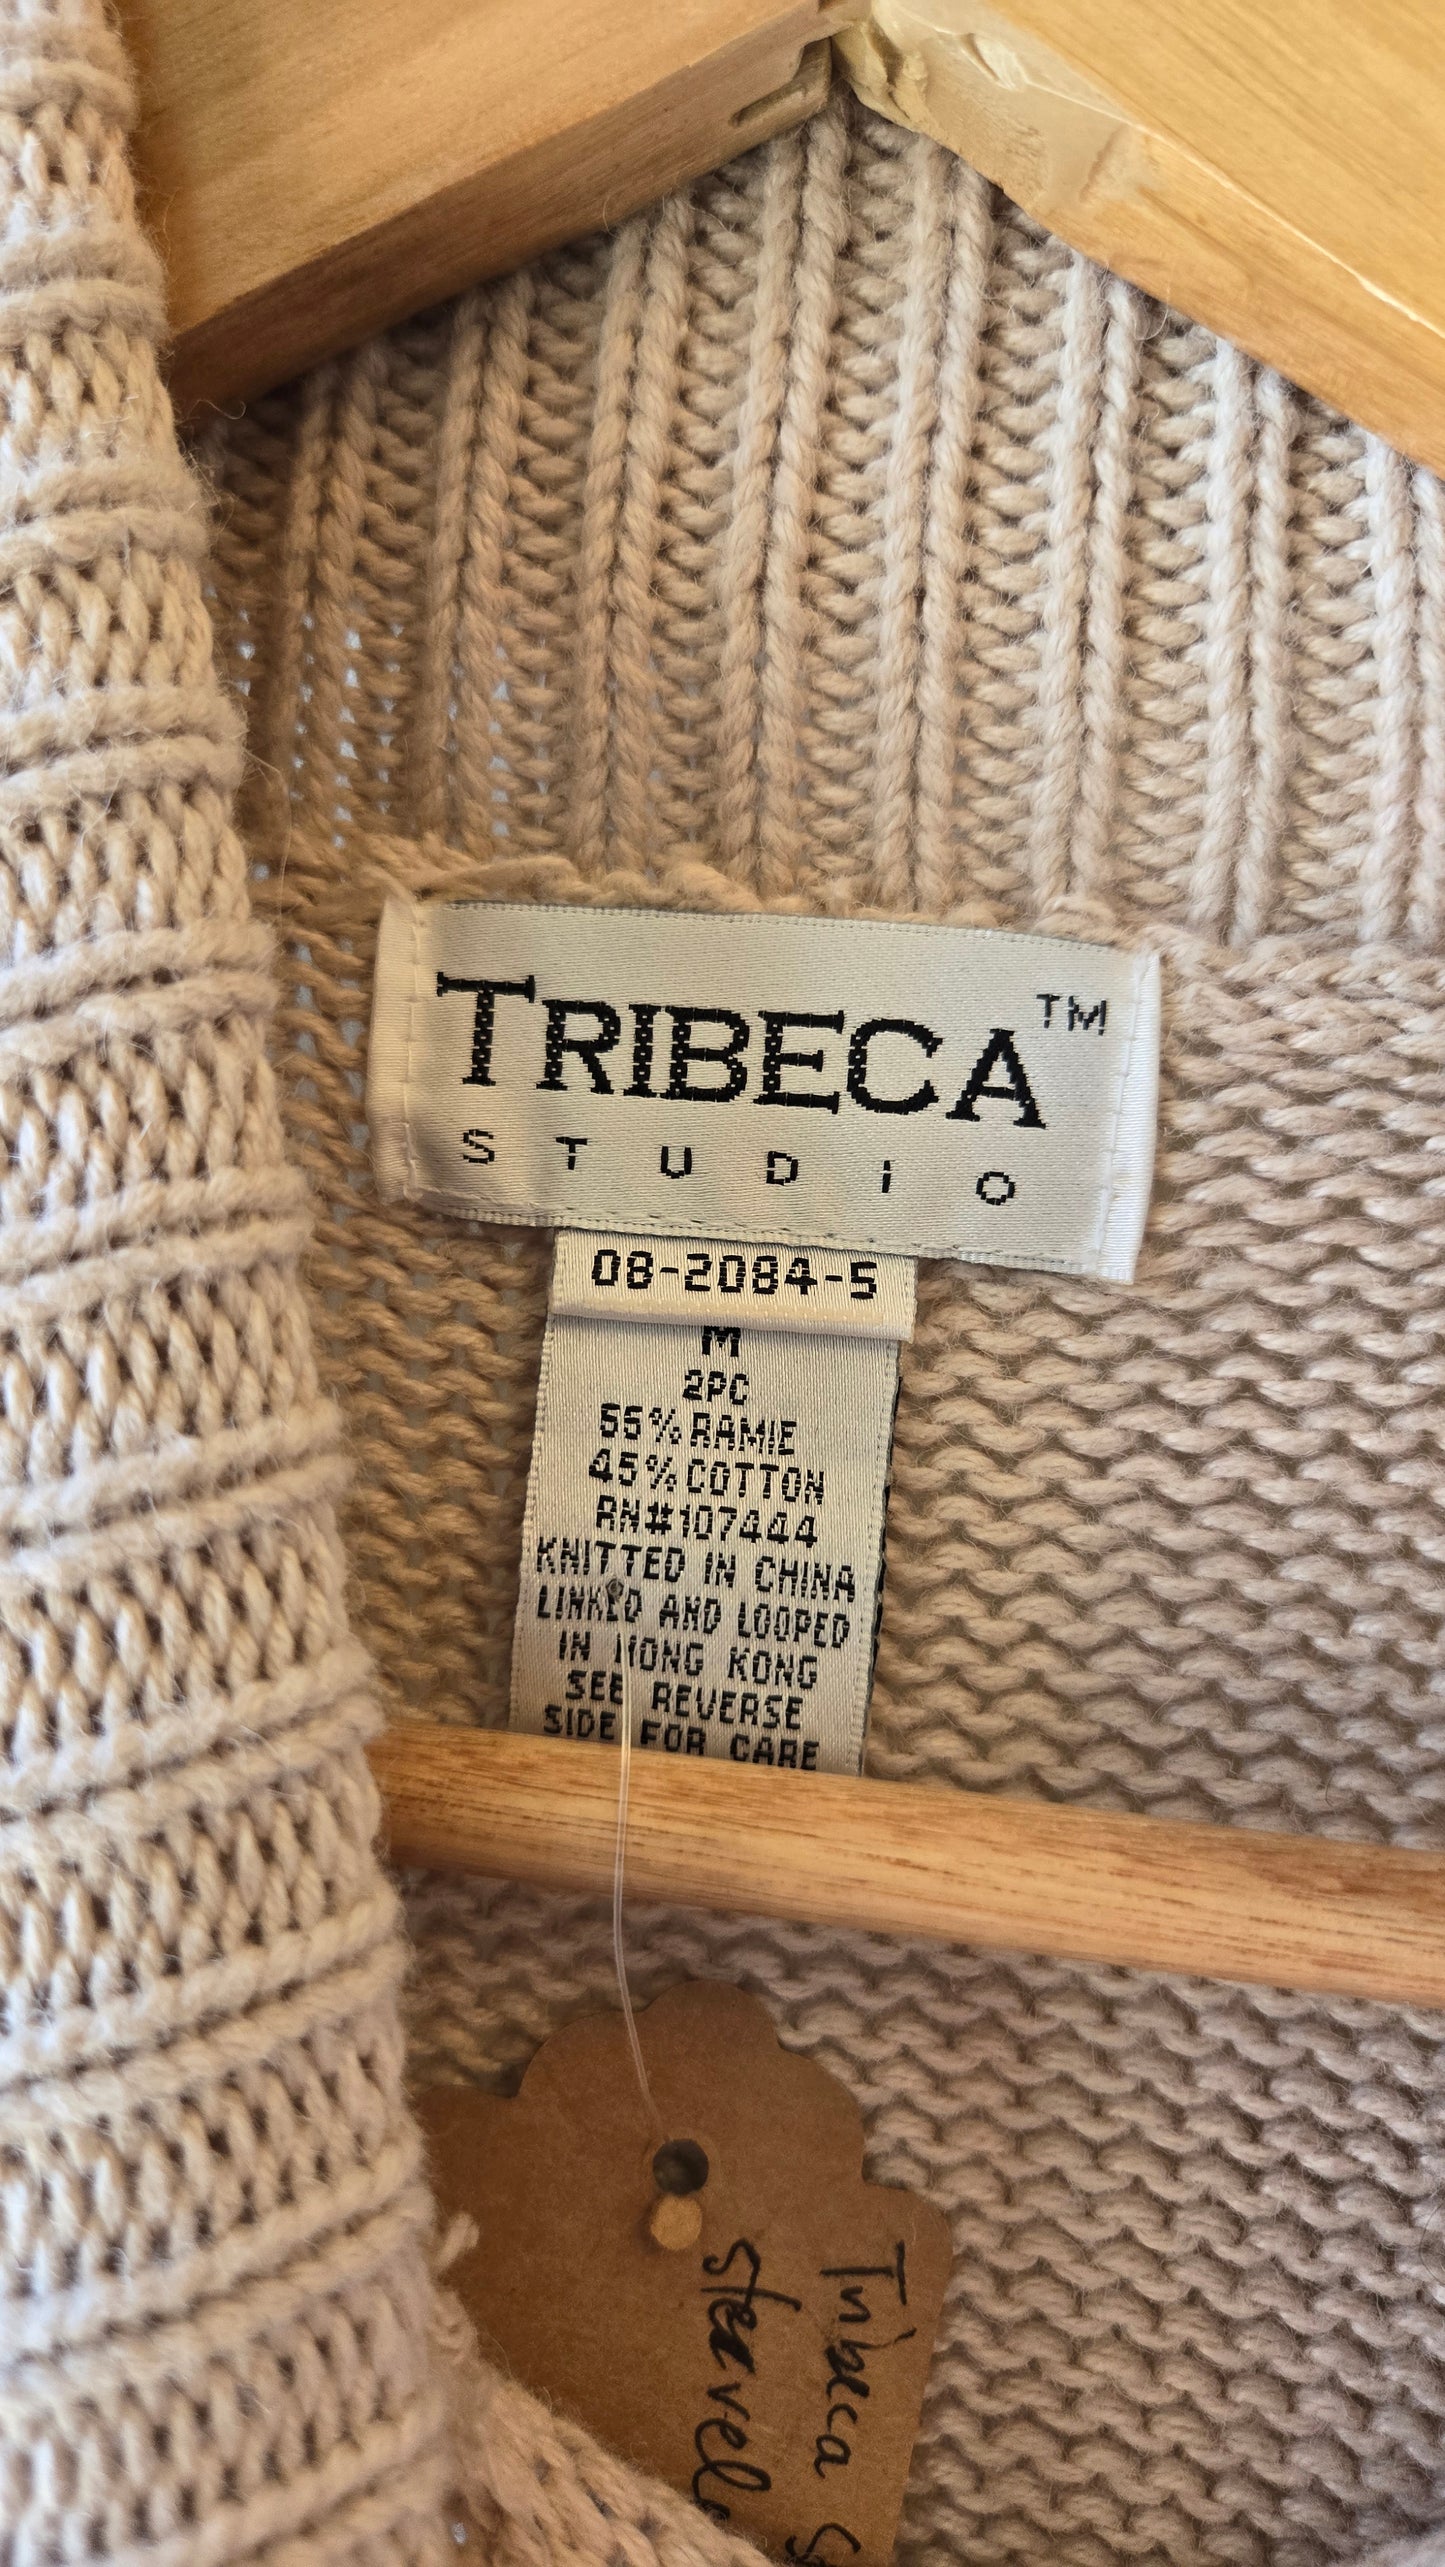 TRIBECA™
STUDIO
08-2084-5
M
2PC
55% RAMIE
45% COTTON
RN#107444
KNITTED IN CHINA
LINKED AND LOOPED
IN HONG KONG
SEE REVERSE
SIDE FOR CARE
Tribeca